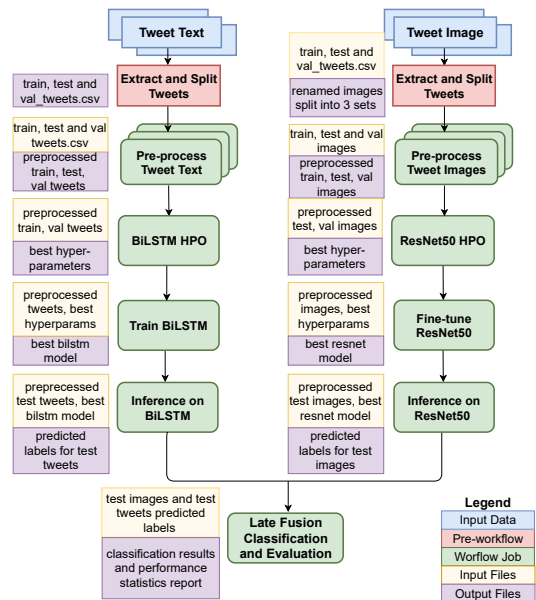 Tweet Text
Extract and Split
Tweets
train, test and
val_tweets.csv
train, test and val
tweets.csv
preprocessed
train, test,
val tweets
Pre-process
Tweet Text
preprocessed
train, val tweets
best hyper-
parameters
BiLSTM HPO
preprocessed
tweets, best
hyperparams
best bilstm
model
Train BiLSTM
preprecessed
test tweets, best
bilstm model)
predicted
labels for test
tweets
Inference on
BiLSTM
Tweet Image
train, test and
val_tweets.csv
renamed images
split into 3 sets
Extract and Split
Tweets
train, test and val
images
preprocessed
train, test, val
images
Pre-process
Tweet Images
preprocessed
test, val images
best hyper-
parameters
ResNet50 HPO
preprocessed
images, best
hyperparams
best resnet model
Fine-tune
ResNet50
preprocessed
test images, best
resnet model)
predicted
labels for test
images
Inference on
ResNet50
test images and test
tweets predicted
labels
classification results
and performance
statistics report
Late Fusion
Classification
and Evaluation
Legend
Input Data
Pre-workflow
Worflow Job
Input Files
Output Files